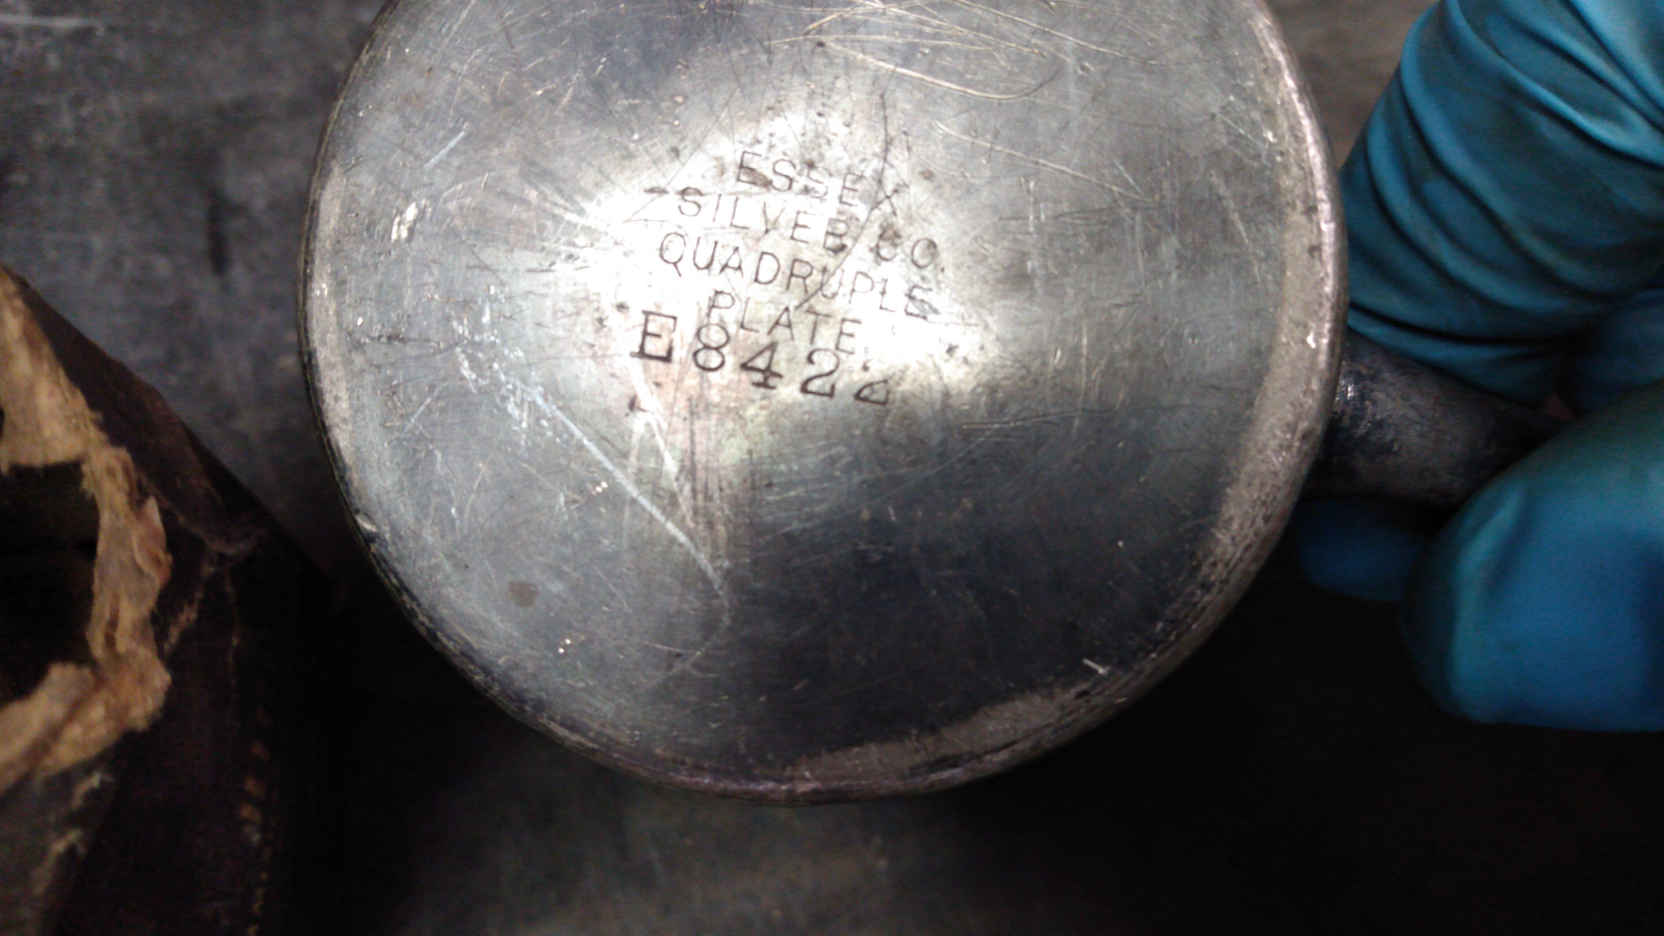 ESSEX
SILVER CO.
QUADRUPLE
PLATE
E8422